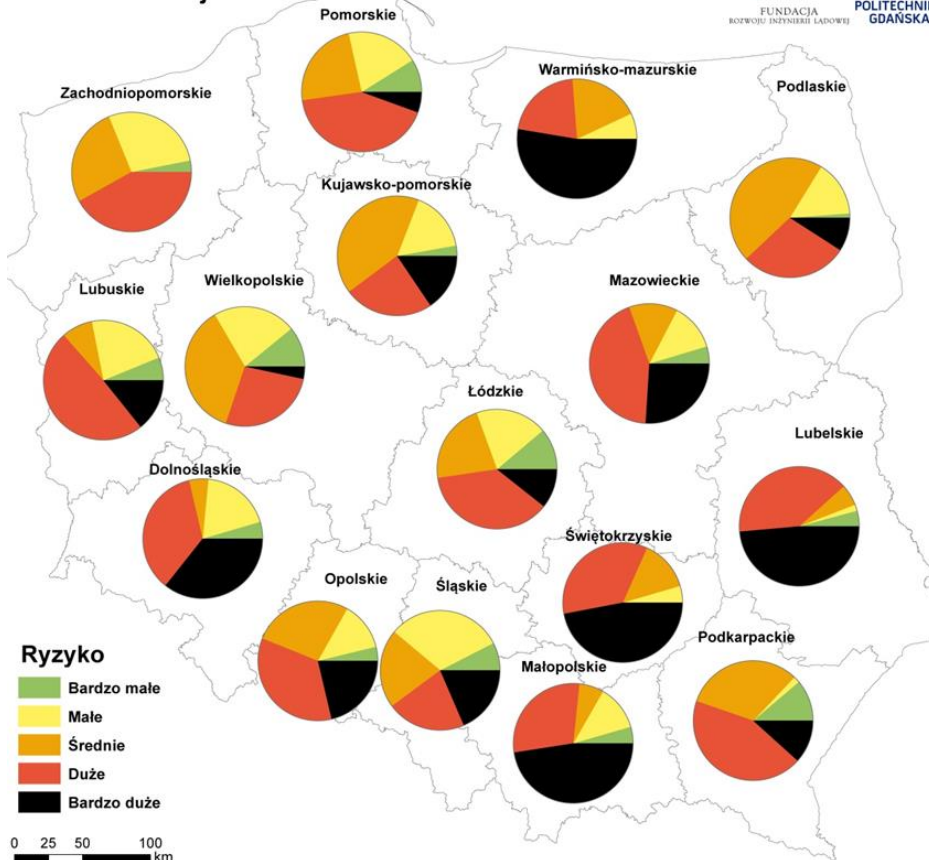 Pomorskie
FUNDACJA
ROZWOJU INŻYNIERII LĄDOWEJ
GDAŃSKA
Zachodniopomorskie
Warmińsko-mazurskie
Podlaskie
Kujawsko-pomorskie
Lubuskie
Wielkopolskie
Mazowieckie
Łódzkie
Lubelskie
Dolnośląskie
Świętokrzyskie
Opolskie
Śląskie
Podkarpackie
Małopolskie
Ryzyko
Bardzo małe
Małe
Średnie
Duże
Bardzo duże
0 25 50 100
km